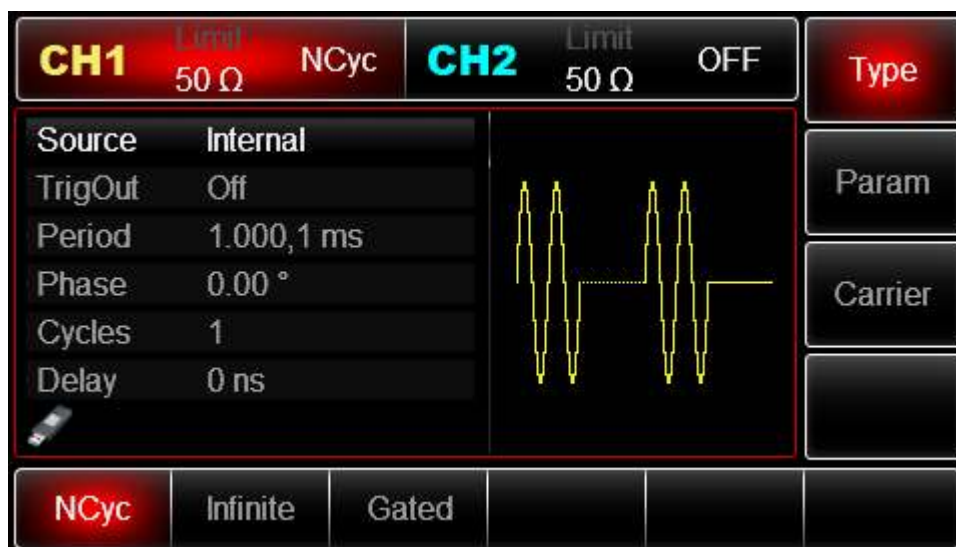 CH1 Limit 50 Ω NCyc CH2 Limit 50 Ω OFF Type
Source Internal
TrigOut Off
Param
Period 1.000,1 ms
Phase 0.00 °
Carrier
Cycles 1
Delay 0 ns
NCyc Infinite Gated